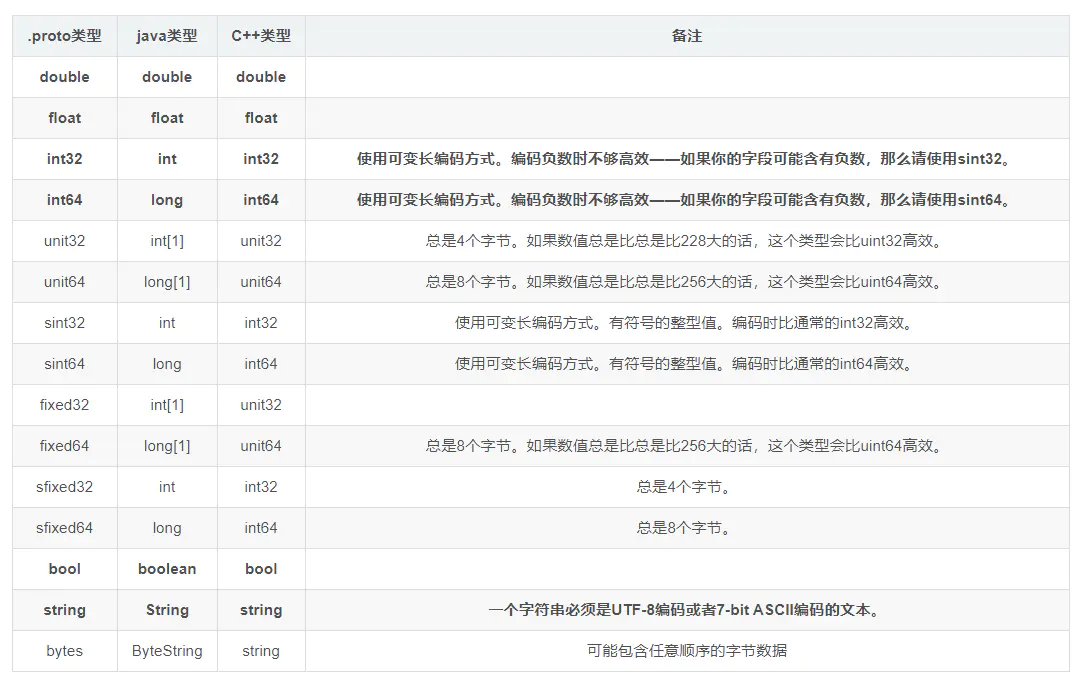 .proto类型 java类型 C++类型 备注
double double double
float float float
int32 int int32 使用可变长编码方式。编码负数时不够高效——如果你的字段可能含有负数，那么请使用sint32。
int64 long int64 使用可变长编码方式。编码负数时不够高效——如果你的字段可能含有负数，那么请使用sint64。
unit32 int[1] unit32 总是4个字节。如果数值总是比总是比228大的话，这个类型会比uint32高效。
unit64 long[1] unit64 总是8个字节。如果数值总是比总是比256大的话，这个类型会比uint64高效。
sint32 int int32 使用可变长编码方式。有符号的整型值。编码时比通常的int32高效。
sint64 long int64 使用可变长编码方式。有符号的整型值。编码时比通常的int64高效。
fixed32 int[1] unit32
fixed64 long[1] unit64 总是8个字节。如果数值总是比总是比256大的话，这个类型会比uint64高效。
sfixed32 int int32 总是4个字节。
sfixed64 long int64 总是8个字节。
bool boolean bool
string String string 一个字符串必须是UTF-8编码或者7-bit ASCII编码的文本。
bytes ByteString string 可能包含任意顺序的字节数据